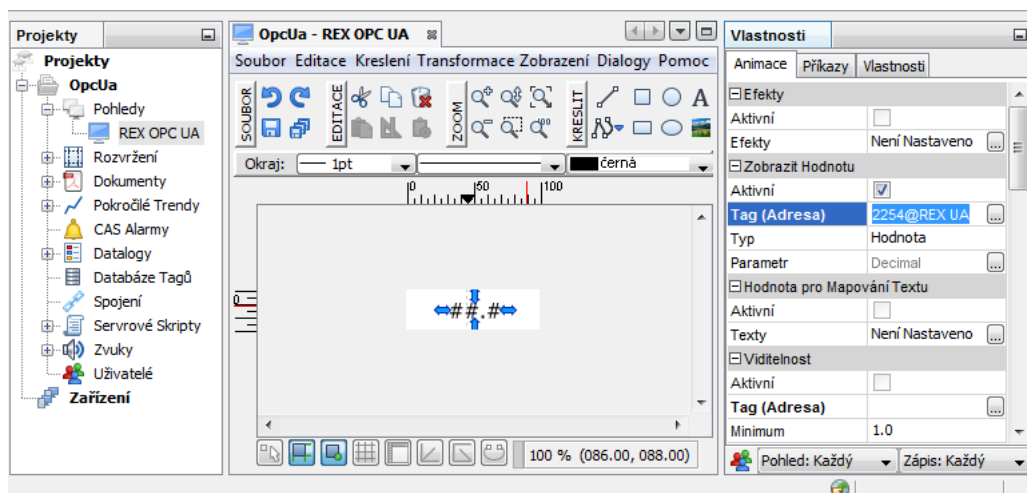 Projekty
Projekty
OpcUa
Pohledy
REX OPC UA
Rozvržení
Dokumenty
Pokročilé Trendy
CAS Alarmy
Datalogy
Databáze Tagů
Spojení
Servrové Skripty
Zvuky
Uživatelé
Zařízení
OpcUa - REX OPC UA
Soubor Editace Kreslení Transformace Zobrazení Dialogy Pomoc
SOUBOR
EDITACE
ZOOM
KRESLIT
Okraj: 1pt černá
0 50 100
0
##.#
100 % (086.00, 088.00)
Vlastnosti
Animace Příkazy Vlastnosti
Efekty
Aktivní
Efekty Není Nastaveno ...
Zobrazit Hodnotu
Aktivní
Tag (Adresa) 2254@REX UA ...
Typ Hodnota
Parametr Decimal ...
Hodnota pro Mapování Textu
Aktivní
Texty Není Nastaveno ...
Viditelnost
Aktivní
Tag (Adresa) ...
Minimum 1.0
Pohled: Každý Zápis: Každý